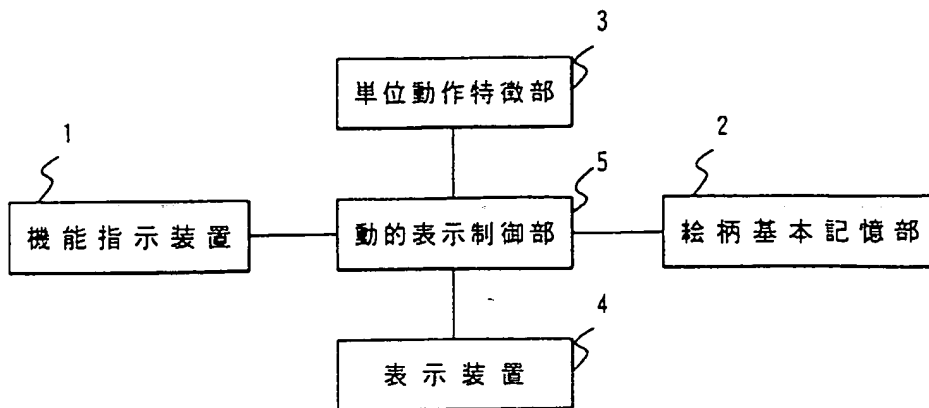 3
単位動作特徴部
1
2
5
機能指示装置
動的表示制御部
絵柄基本記憶部
4
表示装置